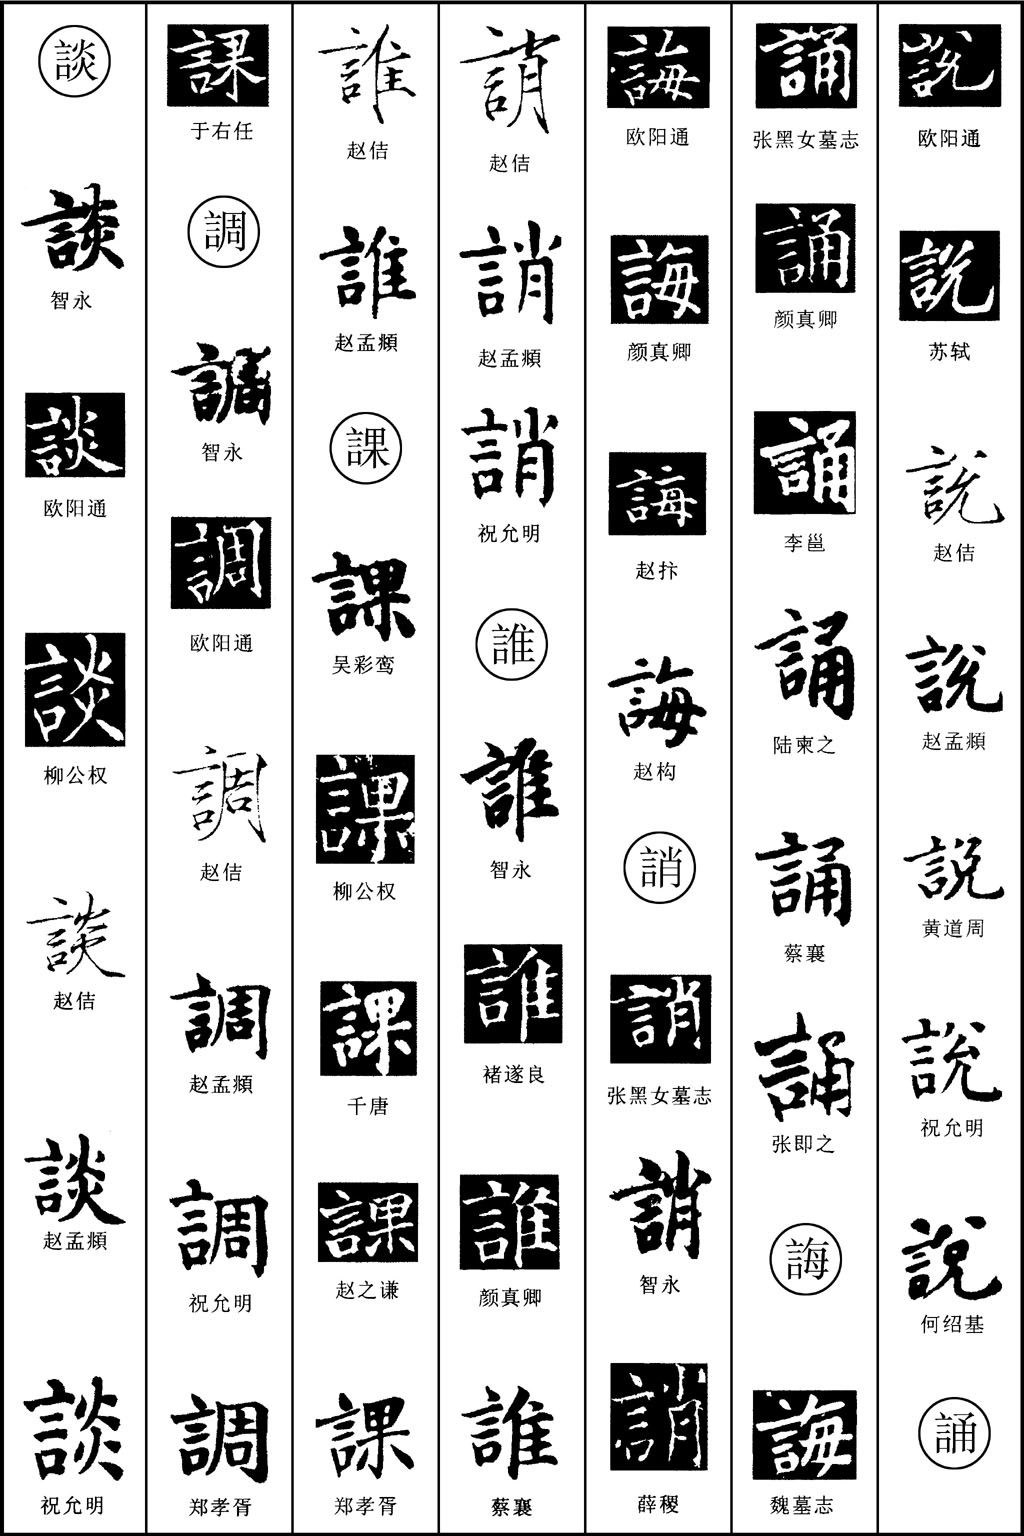 説
欧阳通
説
苏轼
説
赵佶
説
赵孟頫
説
黄道周
説
祝允明
説
何绍基
誦
誦
张黑女墓志
誦
颜真卿
誦
李邕
誦
陆柬之
誦
蔡襄
誦
张即之
誨
誨
魏墓志
誨
欧阳通
誨
颜真卿
誨
赵抃
誨
赵构
誚
誚
张黑女墓志
誚
智永
誚
薛稷
誚
赵佶
誚
赵孟頫
誚
祝允明
誰
誰
智永
誰
褚遂良
誰
颜真卿
誰
蔡襄
誰
赵佶
誰
赵孟頫
課
課
吴彩鸾
課
柳公权
課
千唐
課
赵之谦
課
郑孝胥
課
于右任
調
調
智永
調
欧阳通
調
赵佶
調
赵孟頫
調
祝允明
調
郑孝胥
談
談
智永
談
欧阳通
談
柳公权
談
赵佶
談
赵孟頫
談
祝允明